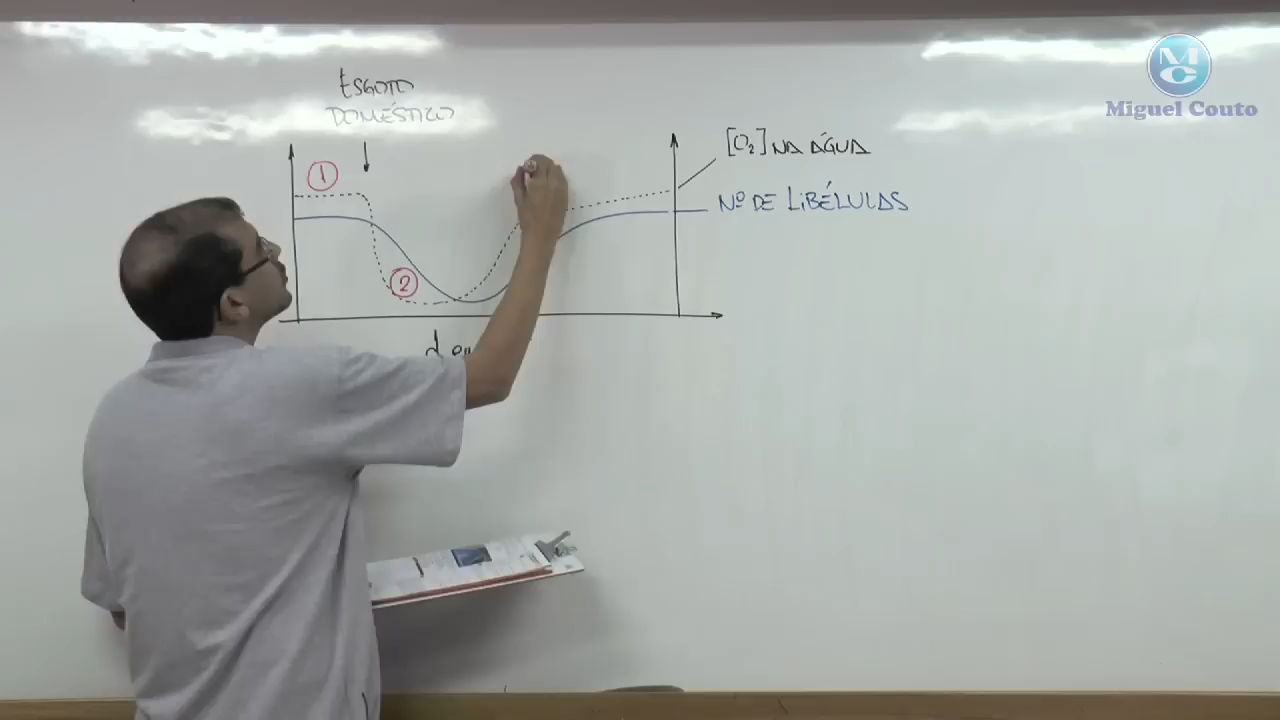 ESGOTO
DOMÉSTICO
1
2
[O₂] NA ÁGUA
Nº DE LIBÉLULAS
MC
Miguel Couto